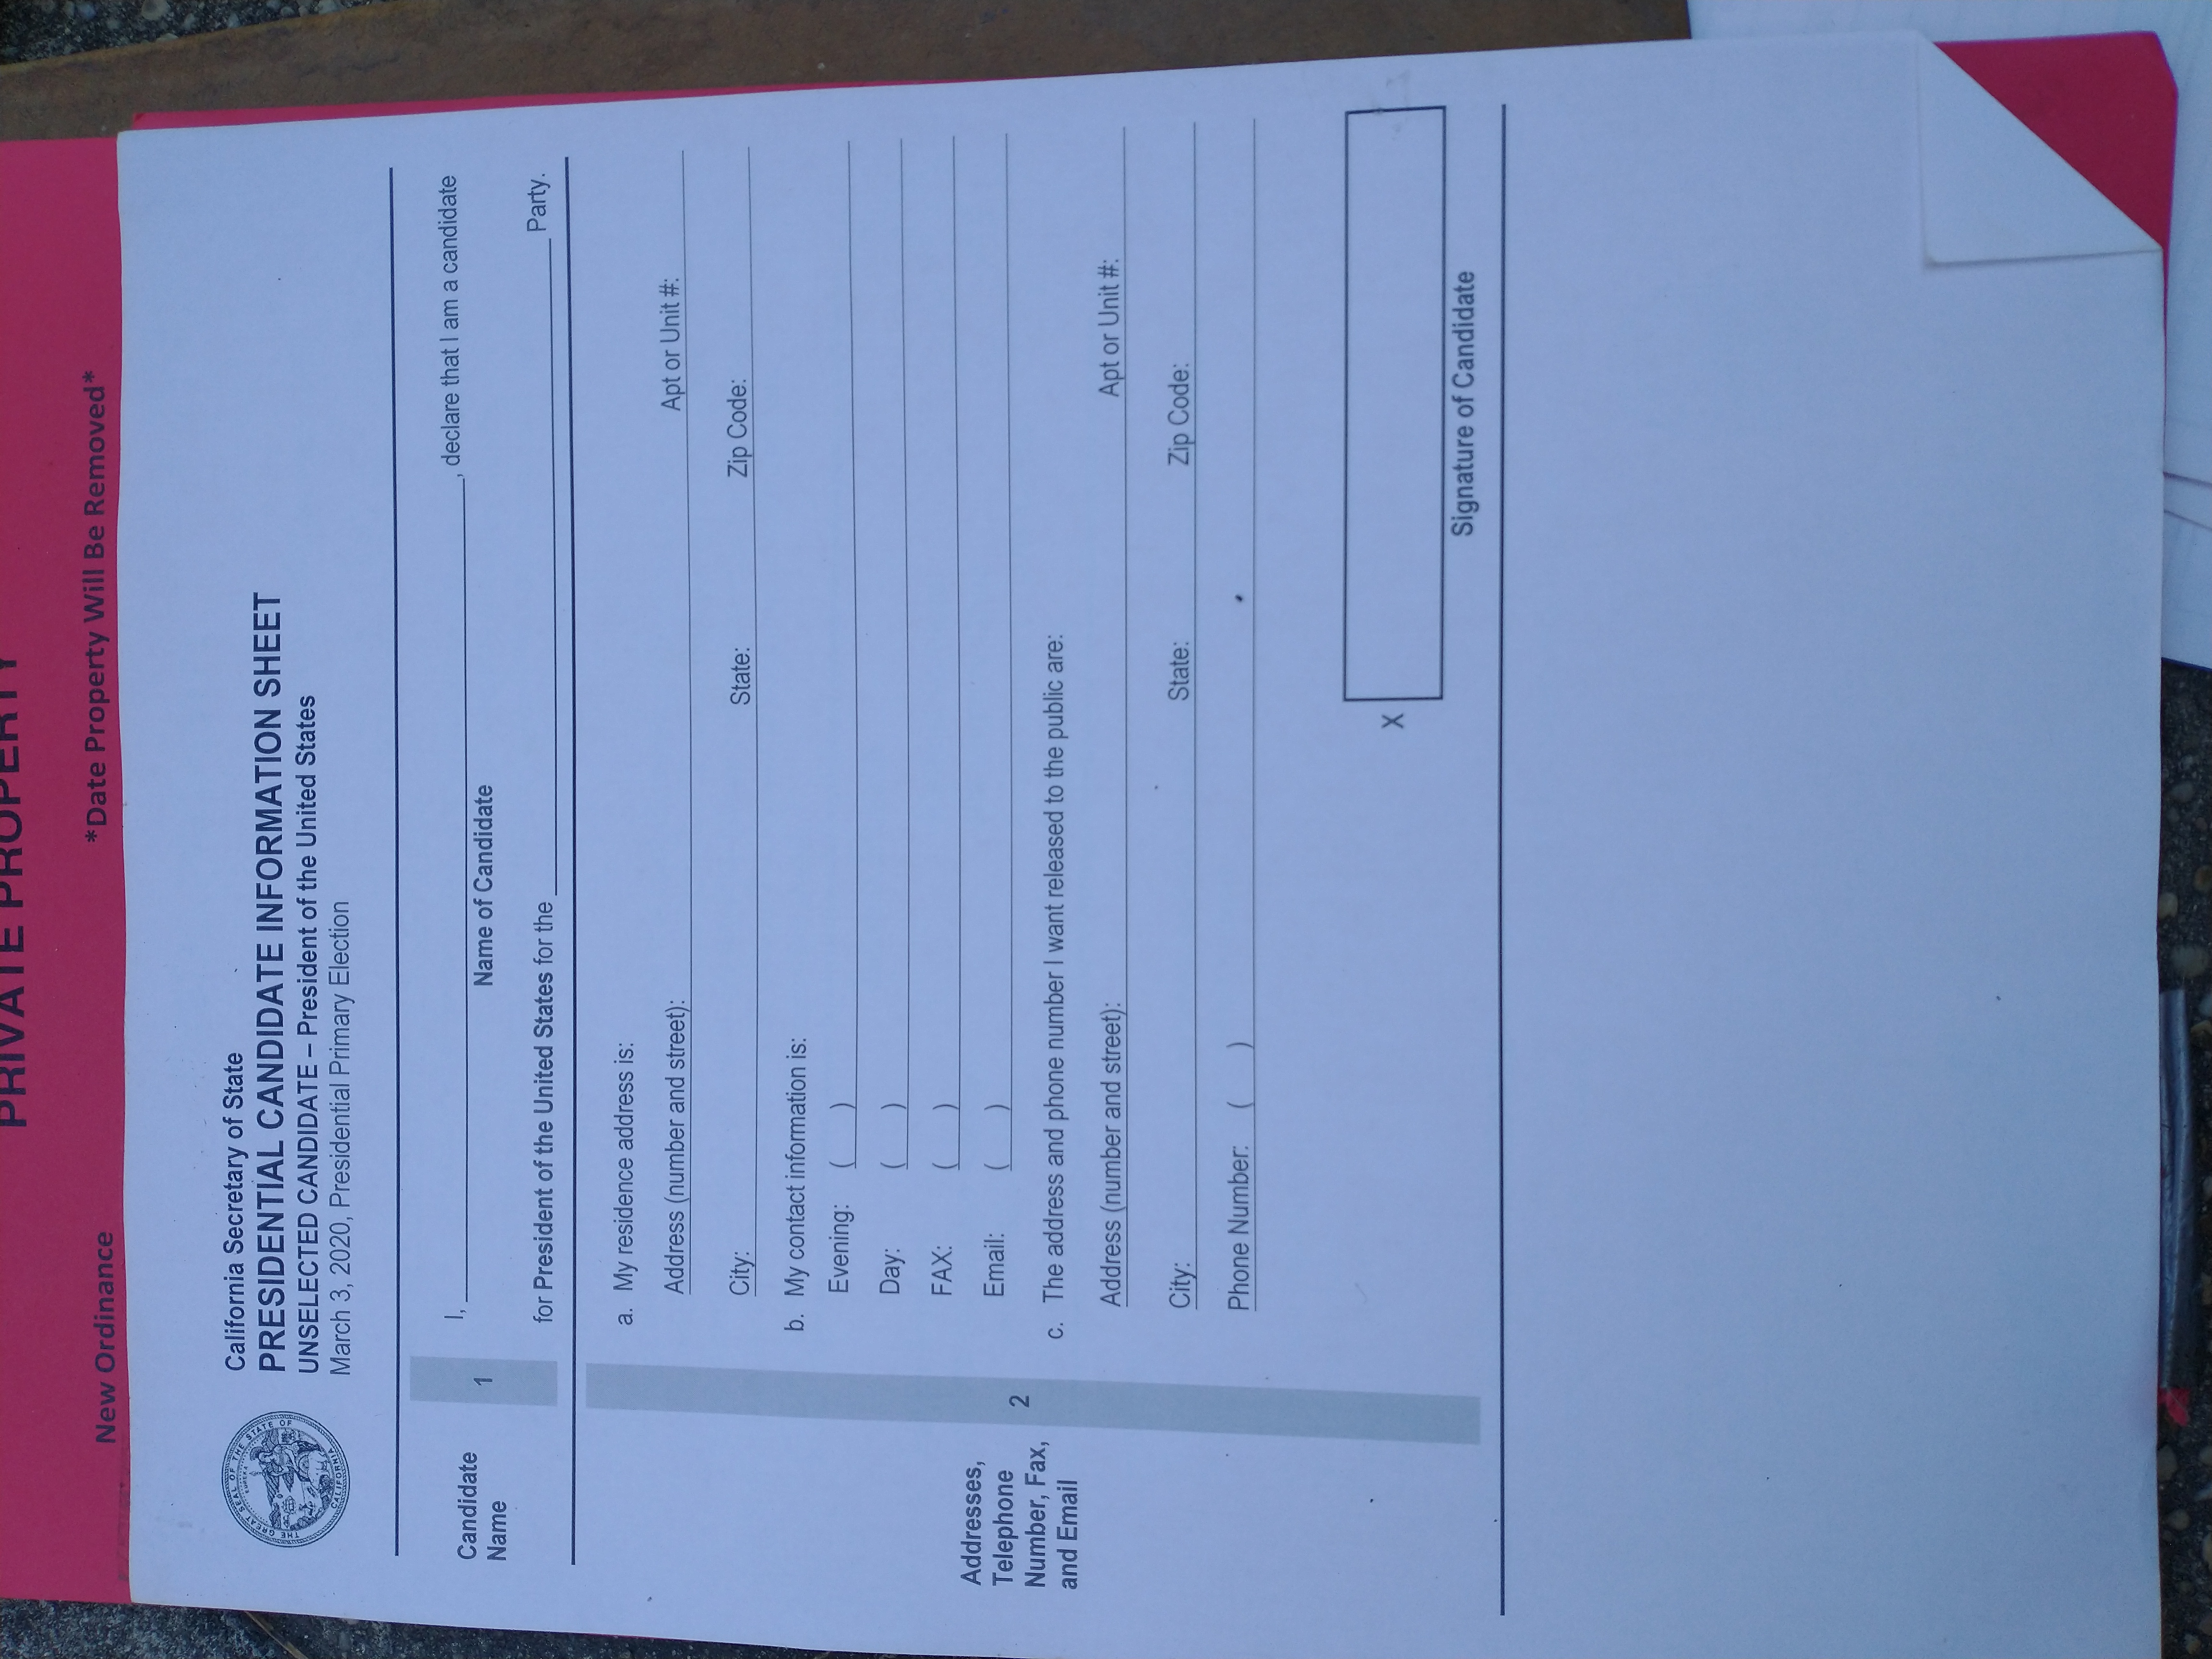 PRIVATE PROPERTY
New Ordinance
*Date Property Will Be Removed*
THE GREAT SEAL OF THE STATE OF CALIFORNIA
EUREKA
California Secretary of State
PRESIDENTIAL CANDIDATE INFORMATION SHEET
UNSELECTED CANDIDATE – President of the United States
March 3, 2020, Presidential Primary Election
Candidate
Name
1
I, ____________________, declare that I am a candidate
Name of Candidate
for President of the United States for the ____________________ Party.
Addresses,
Telephone
Number, Fax,
and Email
2
a. My residence address is:
Address (number and street): Apt or Unit #:
City: State: Zip Code:
b. My contact information is:
Evening: ( )
Day: ( )
FAX: ( )
Email: ( )
c. The address and phone number I want released to the public are:
Address (number and street): Apt or Unit #:
City: State: Zip Code:
Phone Number: ( )
X
Signature of Candidate